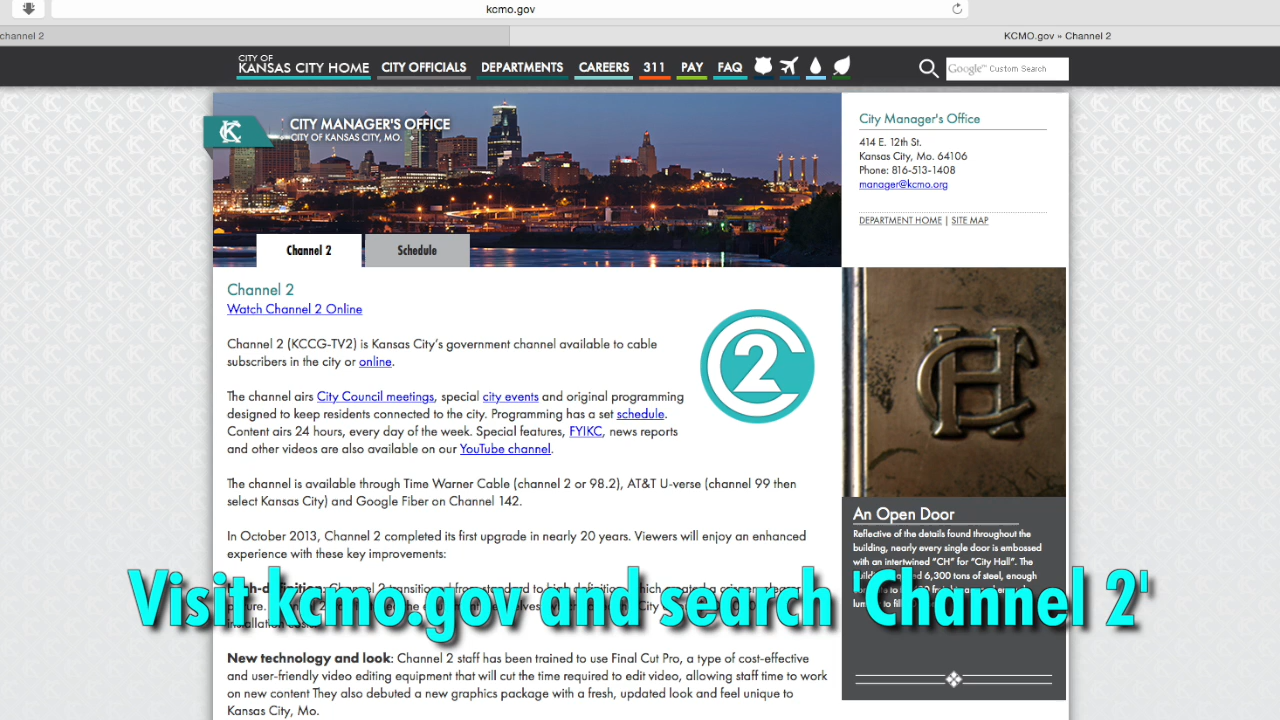 kcmo.gov
channel 2
KCMO.gov » Channel 2
CITY OF
KANSAS CITY HOME
CITY OFFICIALS
DEPARTMENTS
CAREERS
311
PAY
FAQ
Google™ Custom Search
KC
CITY MANAGER'S OFFICE
CITY OF KANSAS CITY, MO.
City Manager's Office
414 E. 12th St.
Kansas City, Mo. 64106
Phone: 816-513-1408
manager@kcmo.org
DEPARTMENT HOME | SITE MAP
Channel 2
Schedule
Channel 2
Watch Channel 2 Online
Channel 2 (KCCG-TV2) is Kansas City's government channel available to cable
subscribers in the city or online.
2
The channel airs City Council meetings, special city events and original programming
designed to keep residents connected to the city. Programming has a set schedule.
Content airs 24 hours, every day of the week. Special features, FYIKC, news reports
and other videos are also available on our YouTube channel.
The channel is available through Time Warner Cable (channel 2 or 98.2), AT&T U-verse (channel 99 then
select Kansas City) and Google Fiber on Channel 142.
In October 2013, Channel 2 completed its first upgrade in nearly 20 years. Viewers will enjoy an enhanced
experience with these key improvements:
CH
An Open Door
Reflective of the details found throughout the
building, nearly every single door is embossed
with an intertwined "CH" for "City Hall". The
6,300 tons of steel, enough
Visit kcmo.gov and search 'Channel 2'
New technology and look: Channel 2 staff has been trained to use Final Cut Pro, a type of cost-effective
and user-friendly video editing equipment that will cut the time required to edit video, allowing staff time to work
on new content They also debuted a new graphics package with a fresh, updated look and feel unique to
Kansas City, Mo.